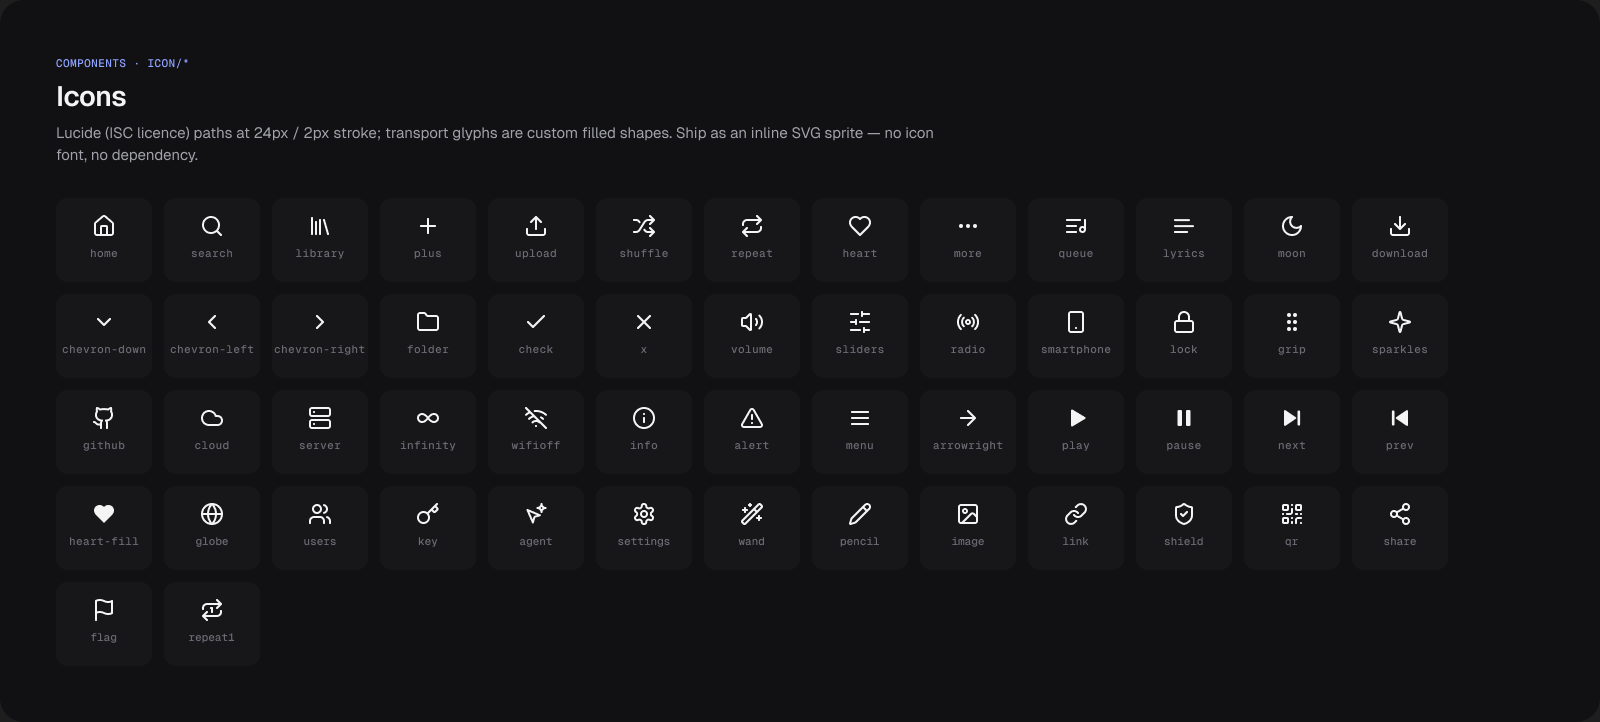 COMPONENTS · ICON/*
Icons
Lucide (ISC licence) paths at 24px / 2px stroke; transport glyphs are custom filled shapes. Ship as an inline SVG sprite — no icon
font, no dependency.
home search library plus upload shuffle repeat heart more queue lyrics moon download
chevron-down chevron-left chevron-right folder check x volume sliders radio smartphone lock grip sparkles
github cloud server infinity wifioff info alert menu arrowright play pause next prev
heart-fill globe users key agent settings wand pencil image link shield qr share
flag repeat1